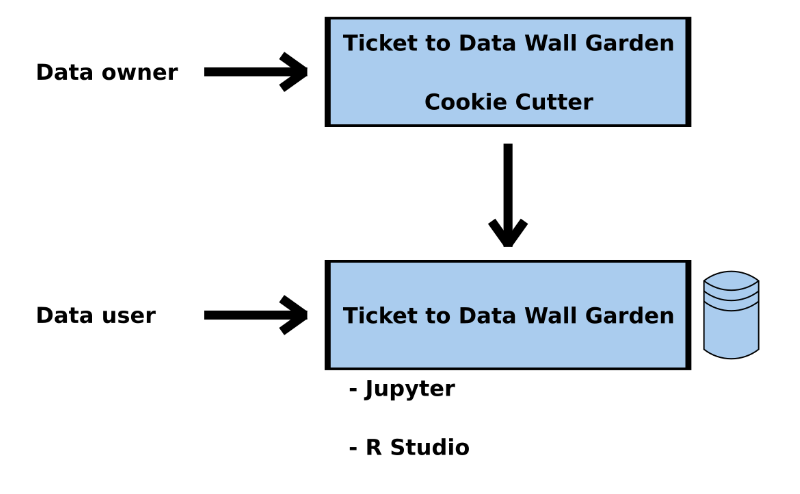 Data owner
Ticket to Data Wall Garden
Cookie Cutter
Data user
Ticket to Data Wall Garden
- Jupyter
- R Studio